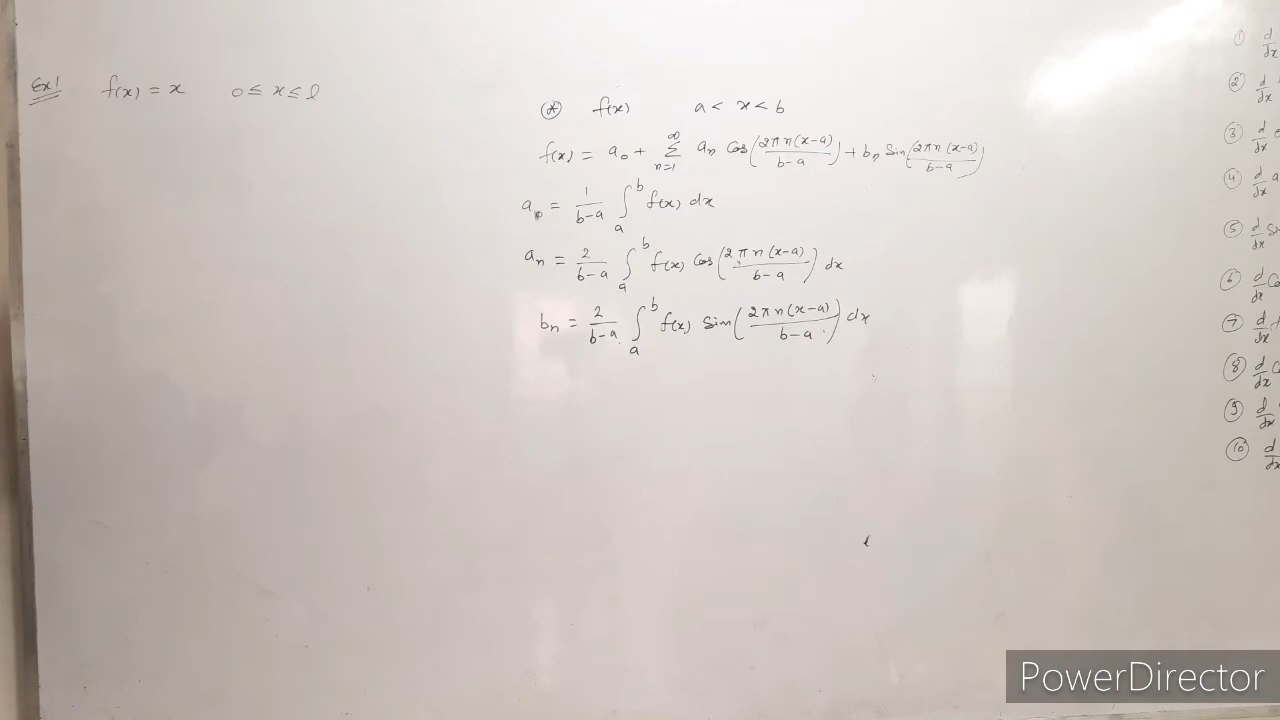 Ex1 f(x) = x 0 ≤ x ≤ l
(*) f(x) a < x < b
f(x) = a₀ + Σ_{n=1}^{∞} aₙ Cos(2πn(x-a)/(b-a)) + bₙ Sin(2πn(x-a)/(b-a))
a₀ = 1/(b-a) ∫_a^b f(x) dx
aₙ = 2/(b-a) ∫_a^b f(x) Cos(2πn(x-a)/(b-a)) dx
bₙ = 2/(b-a) ∫_a^b f(x) Sin(2πn(x-a)/(b-a)) dx
① d/dx
② d/dx
③ d/dx
④ d/dx a
⑤ d/dx Si
⑥ d/dx Co
⑦ d/dx
⑧ d/dx
⑨ d/dx
⑩ d/dx
PowerDirector